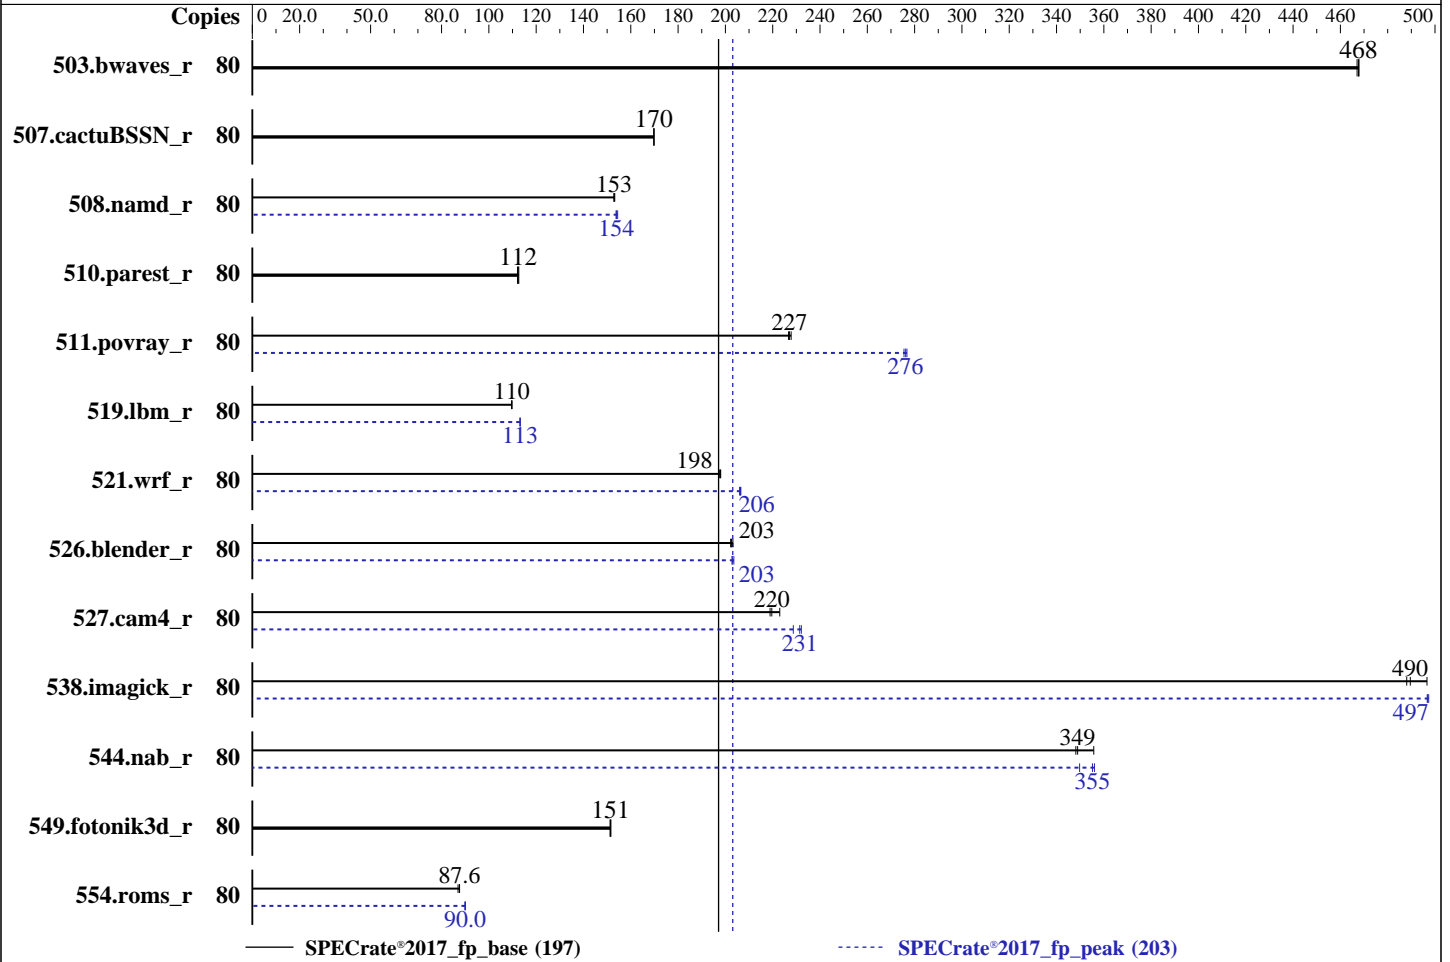 Copies 0 20.0 50.0 80.0 100 120 140 160 180 200 220 240 260 280 300 320 340 360 380 400 420 440 460 500
468
503.bwaves_r 80
170
507.cactuBSSN_r 80
153
508.namd_r 80
154
112
510.parest_r 80
227
511.povray_r 80
276
110
519.lbm_r 80
113
198
521.wrf_r 80
206
203
526.blender_r 80
203
220
527.cam4_r 80
231
490
538.imagick_r 80
497
349
544.nab_r 80
355
151
549.fotonik3d_r 80
87.6
554.roms_r 80
90.0
SPECrate®2017_fp_base (197) SPECrate®2017_fp_peak (203)